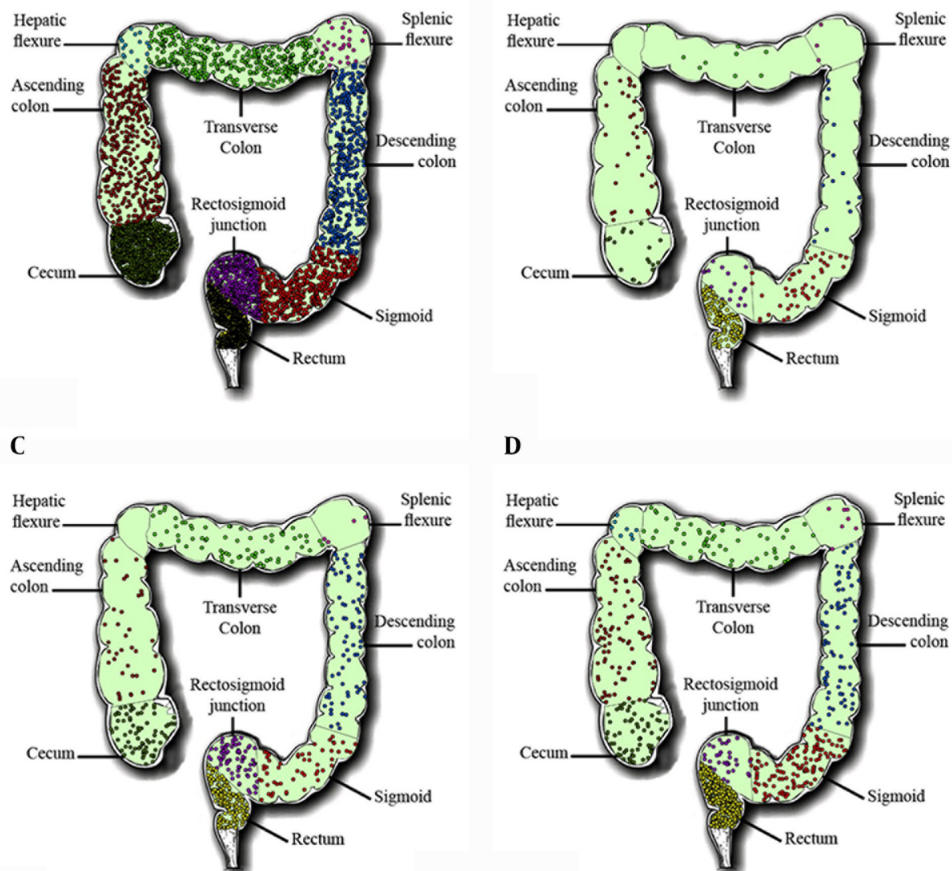 Hepatic
flexure
Splenic
flexure
Ascending
colon
Transverse
Colon
Descending
colon
Rectosigmoid
junction
Cecum
Sigmoid
Rectum
Hepatic
flexure
Splenic
flexure
Ascending
colon
Transverse
Colon
Descending
colon
Rectosigmoid
junction
Cecum
Sigmoid
Rectum
C
Hepatic
flexure
Splenic
flexure
Ascending
colon
Transverse
Colon
Descending
colon
Rectosigmoid
junction
Cecum
Sigmoid
Rectum
D
Hepatic
flexure
Splenic
flexure
Ascending
colon
Transverse
Colon
Descending
colon
Rectosigmoid
junction
Cecum
Sigmoid
Rectum